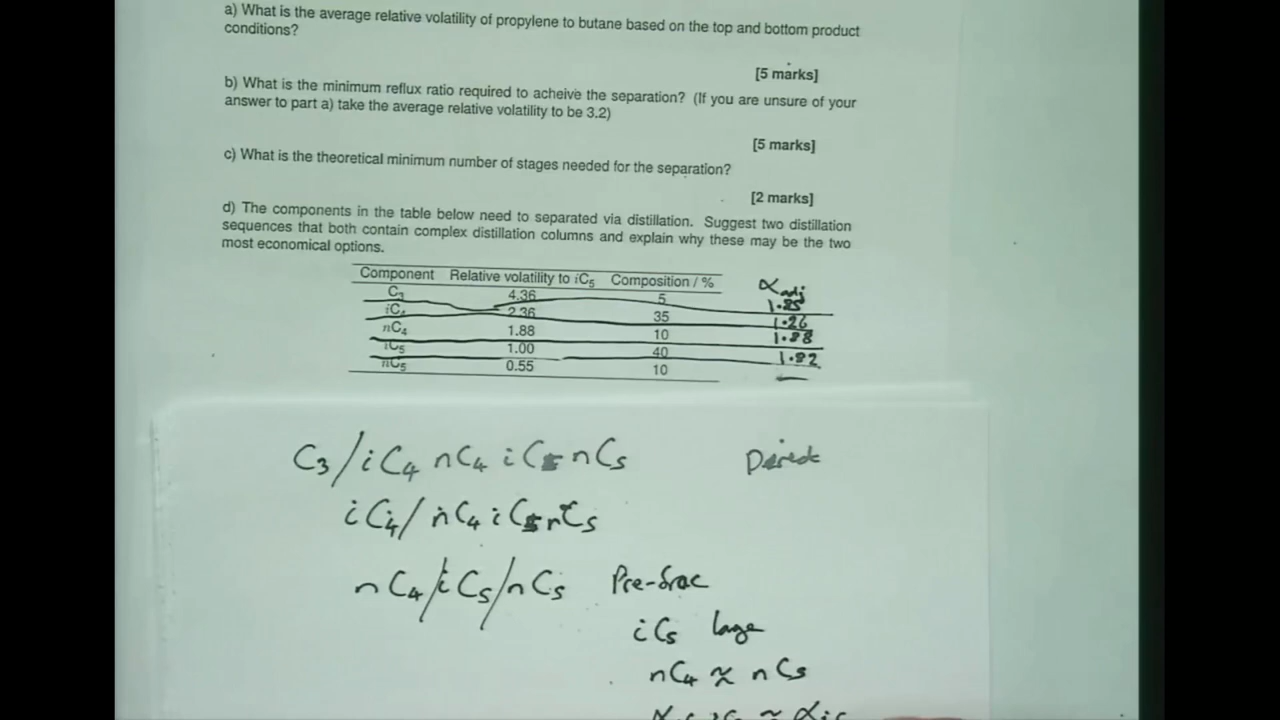 a) What is the average relative volatility of propylene to butane based on the top and bottom product
conditions?
[5 marks]
b) What is the minimum reflux ratio required to acheive the separation? (If you are unsure of your
answer to part a) take the average relative volatility to be 3.2)
[5 marks]
c) What is the theoretical minimum number of stages needed for the separation?
[2 marks]
d) The components in the table below need to separated via distillation. Suggest two distillation
sequences that both contain complex distillation columns and explain why these may be the two
most economical options.
Component Relative volatility to iC5 Composition / % αadj
C3 4.36 5 1.85
iC4 2.36 35 1.26
nC4 1.88 10 1.88
iC5 1.00 40 1.82
nC5 0.55 10 —
C3/iC4 nC4 iC5 nC5 Direct
iC4/nC4 iC5 nC5
nC4/iC5/nC5 Pre-frac
iC5 large
nC4 ≈ nC5